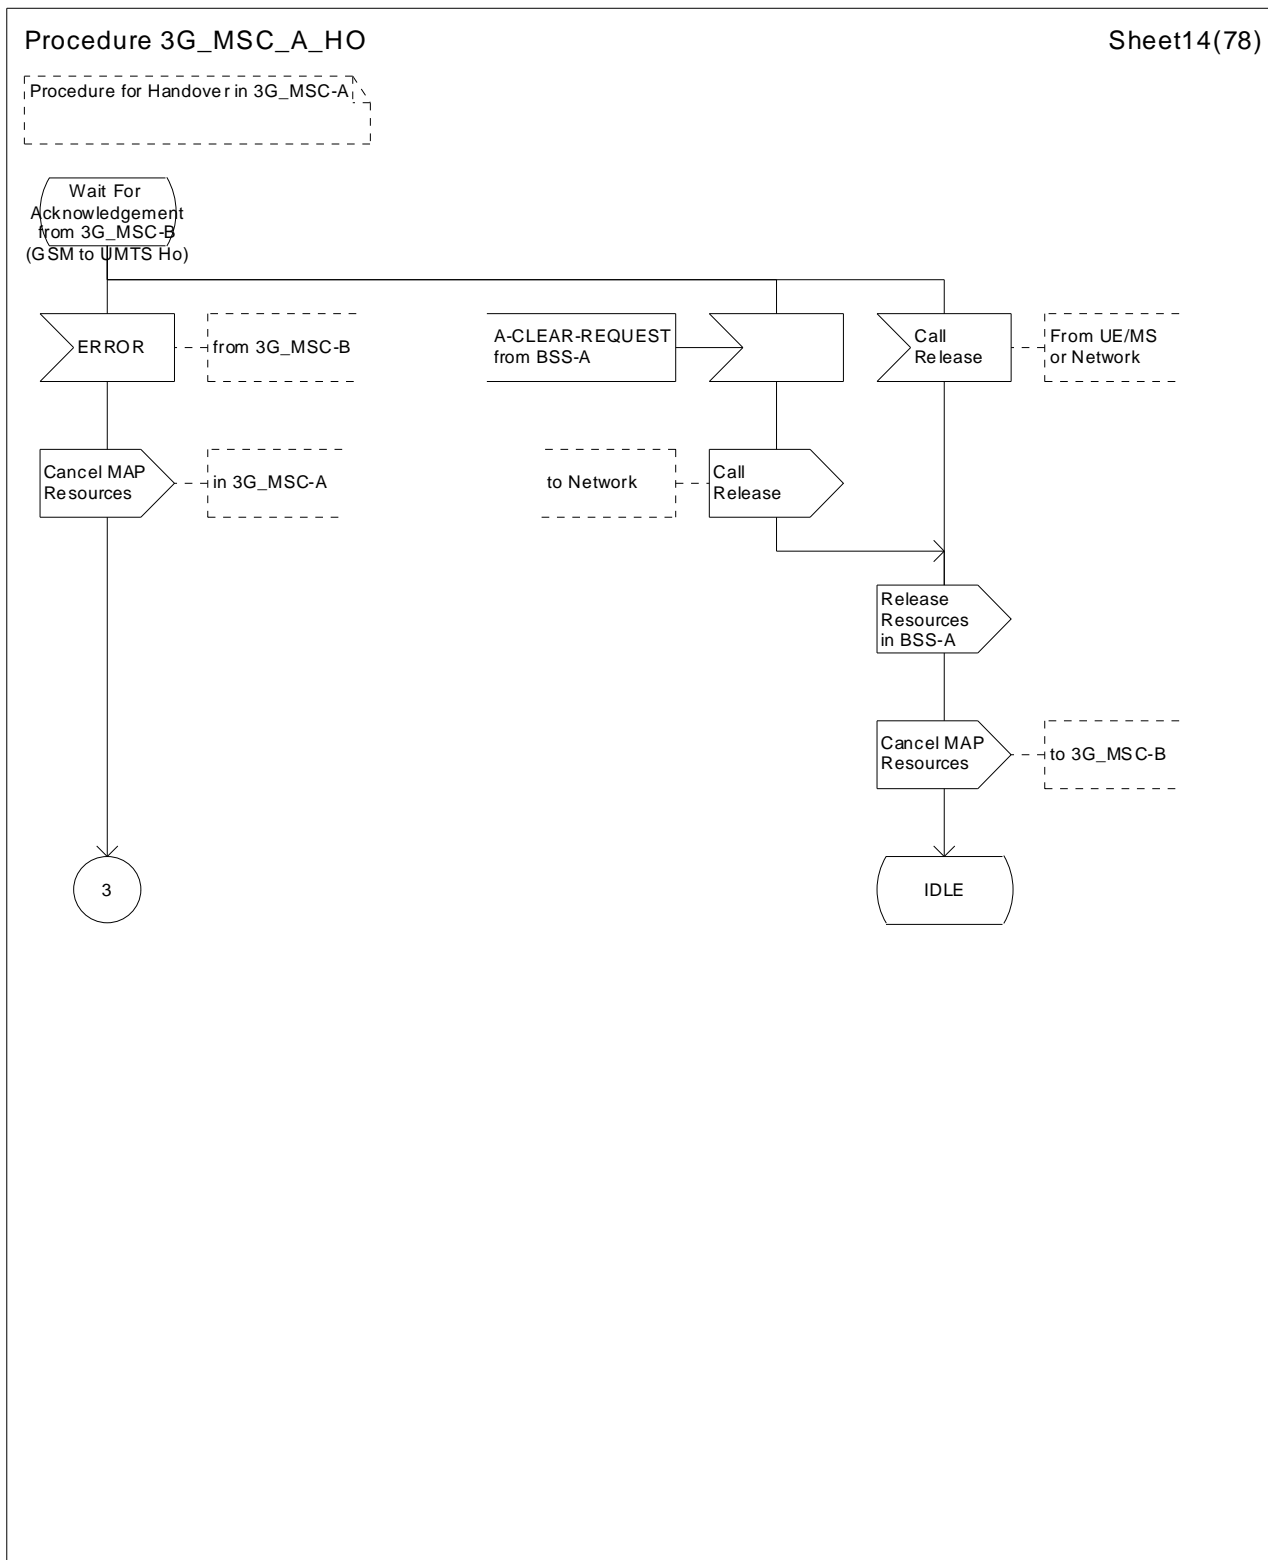 Procedure 3G_MSC_A_HO
Sheet14(78)
Procedure for Handover in 3G_MSC-A
Wait For
Acknowledgement
from 3G_MSC-B
(GSM to UMTS Ho)
ERROR
from 3G_MSC-B
A-CLEAR-REQUEST
from BSS-A
Call
Release
From UE/MS
or Network
Cancel MAP
Resources
in 3G_MSC-A
to Network
Call
Release
Release
Resources
in BSS-A
Cancel MAP
Resources
to 3G_MSC-B
3
IDLE